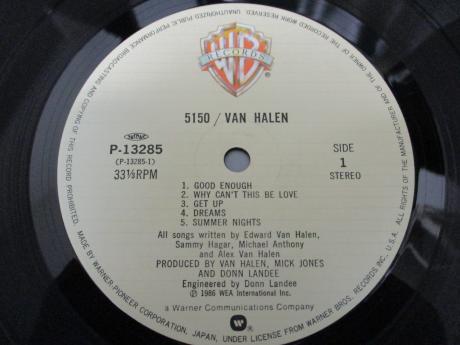 WB
RECORDS
5150 / VAN HALEN
P-13285
(P-13285-1)
33⅓RPM
SIDE
1
STEREO
1. GOOD ENOUGH
2. WHY CAN'T THIS BE LOVE
3. GET UP
4. DREAMS
5. SUMMER NIGHTS
All songs written by Edward Van Halen,
Sammy Hagar, Michael Anthony
and Alex Van Halen
PRODUCED BY VAN HALEN, MICK JONES
AND DONN LANDEE
Engineered by Donn Landee
℗ 1986 WEA International Inc.
a Warner Communications Company
MADE BY WARNER-PIONEER CORPORATION, JAPAN, UNDER LICENSE FROM WARNER BROS. RECORDS INC. U.S.A. ALL RIGHTS OF THE MANUFACTURER AND OF THE OWNER OF THE RECORDED WORK RESERVED. UNAUTHORIZED PUBLIC PERFORMANCE BROADCASTING AND COPYING OF THIS RECORD PROHIBITED.